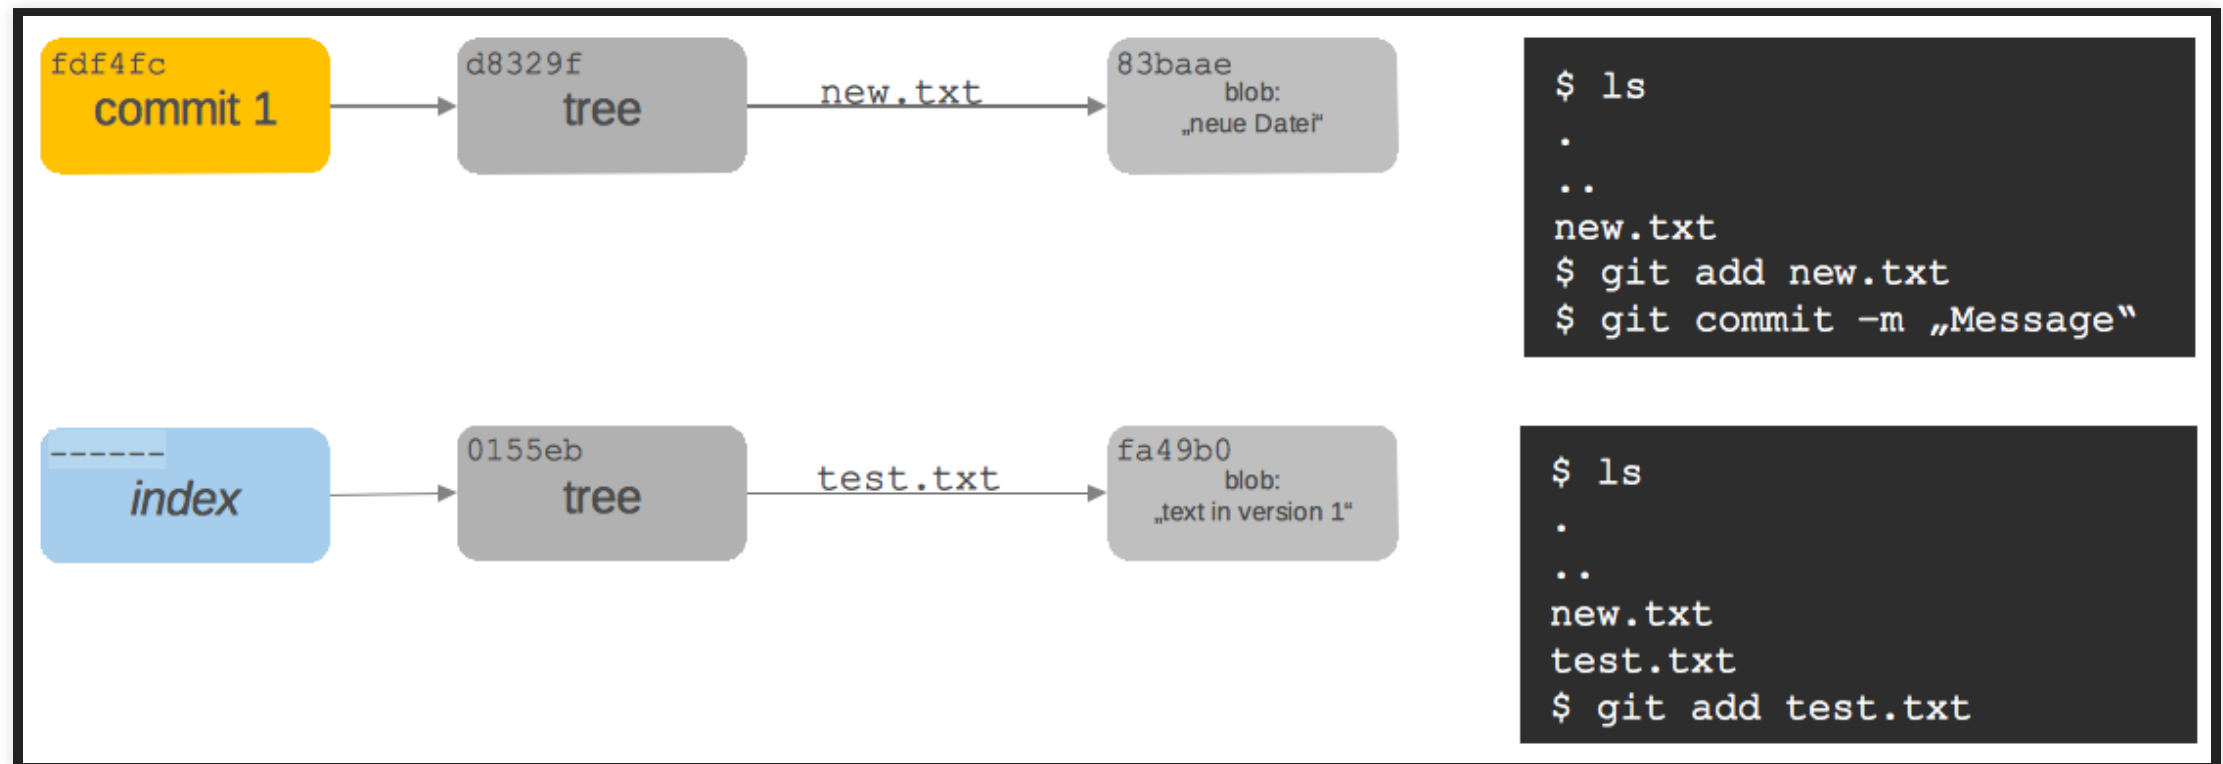 fdf4fc
commit 1
d8329f
tree
new.txt
83baae
blob:
„neue Datei“
$ ls
.
..
new.txt
$ git add new.txt
$ git commit –m „Message‟
------
index
0155eb
tree
test.txt
fa49b0
blob:
„text in version 1“
$ ls
.
..
new.txt
test.txt
$ git add test.txt